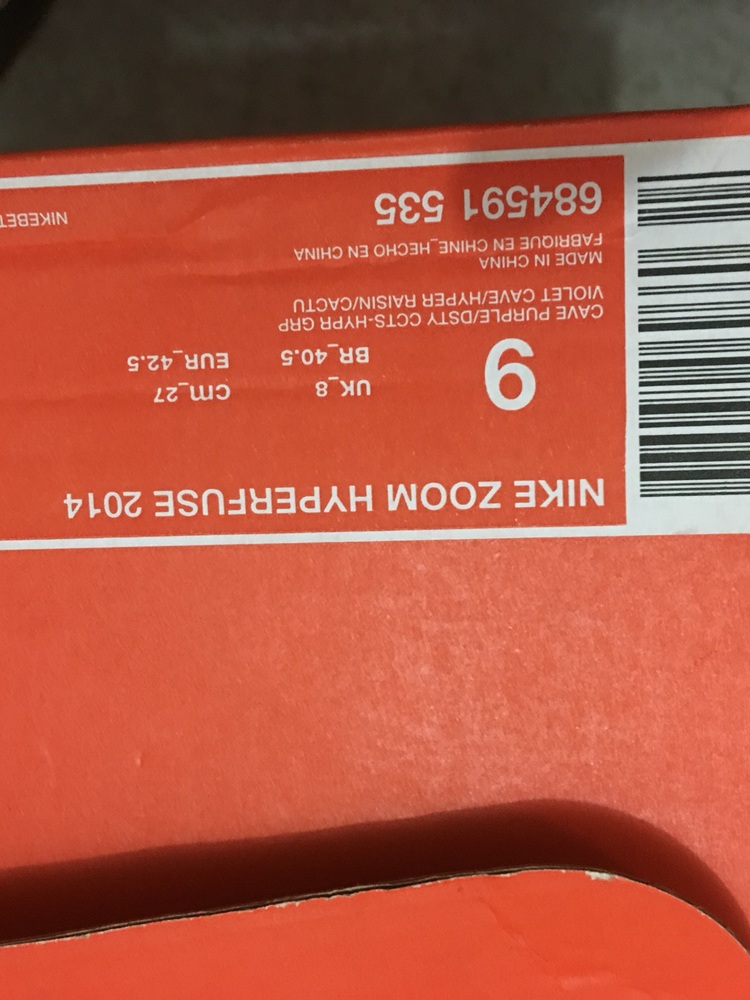 NIKE ZOOM HYPERFUSE 2014
9 UK_8 cm_27
BR_40.5 EUR_42.5
CAVE PURPLE/DSTY CCTS-HYPR GRP
VIOLET CAVE/HYPER RAISIN/CACTU
MADE IN CHINA
FABRIQUE EN CHINE_HECHO EN CHINA
684591 535
NIKEBET